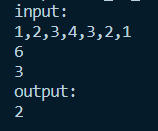 input:
1,2,3,4,3,2,1
6
3
output:
2